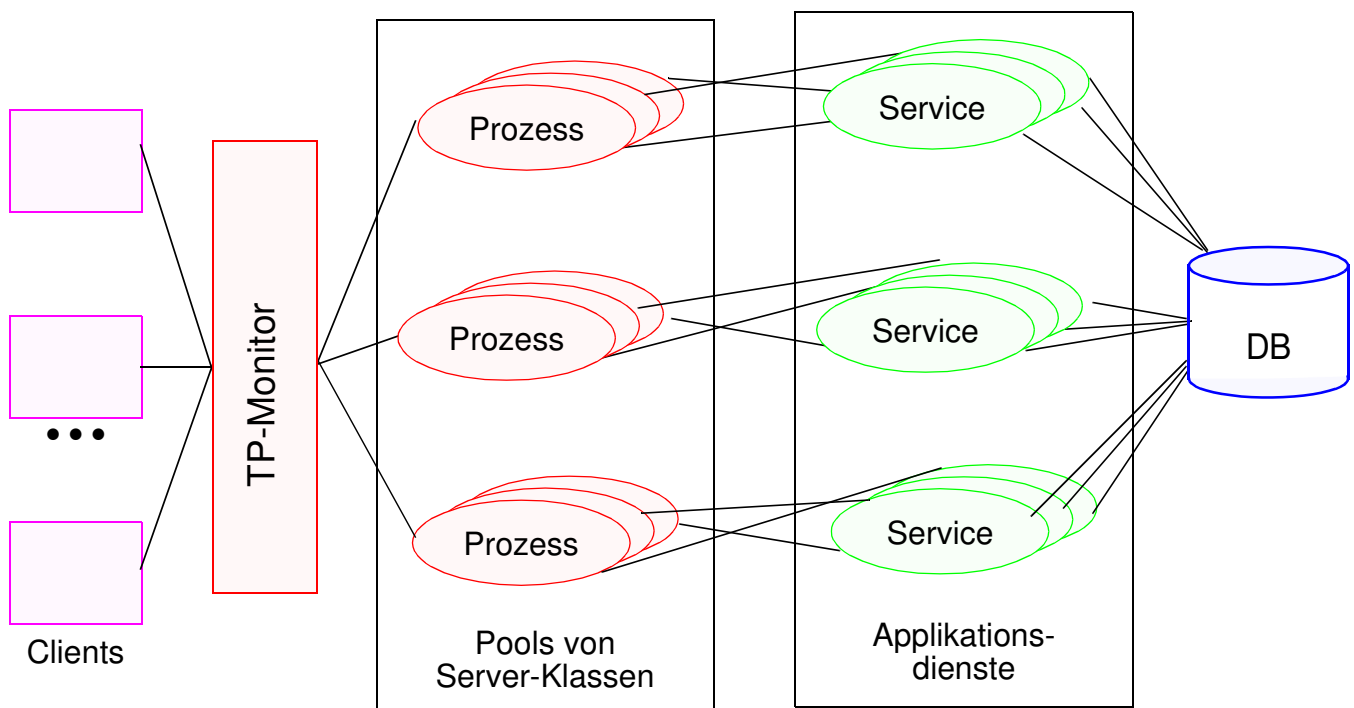 Clients
TP-Monitor
Prozess
Prozess
Prozess
Pools von
Server-Klassen
Service
Service
Service
Applikations-
dienste
DB